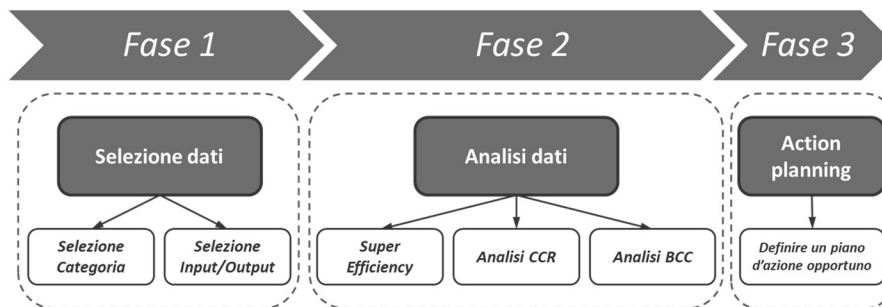 Fase 1
Fase 2
Fase 3
Selezione dati
Analisi dati
Action
planning
Selezione
Categoria
Selezione
Input/Output
Super
Efficiency
Analisi CCR
Analisi BCC
Definire un piano
d'azione opportuno